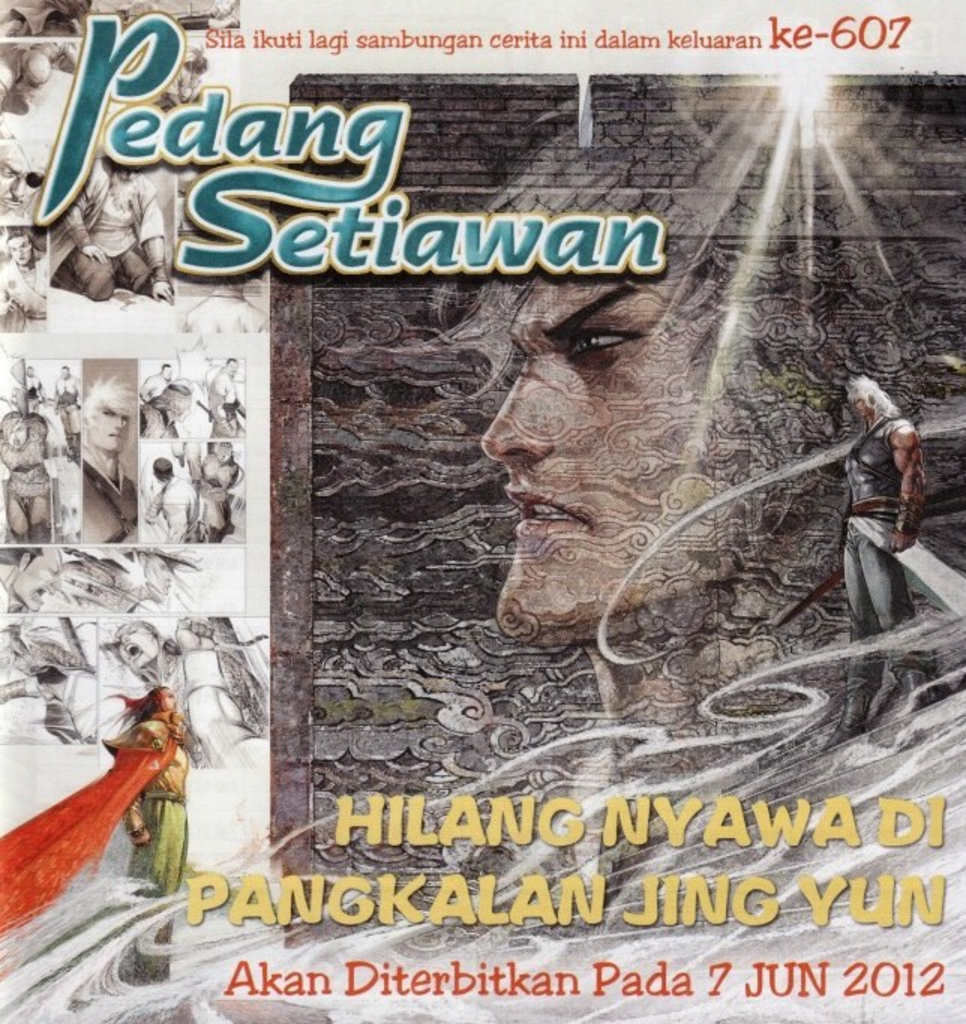 Sila ikuti lagi sambungan cerita ini dalam keluaran ke-607
Pedang
Setiawan
HILANG NYAWA DI
PANGKALAN JING YUN
Akan Diterbitkan Pada 7 JUN 2012